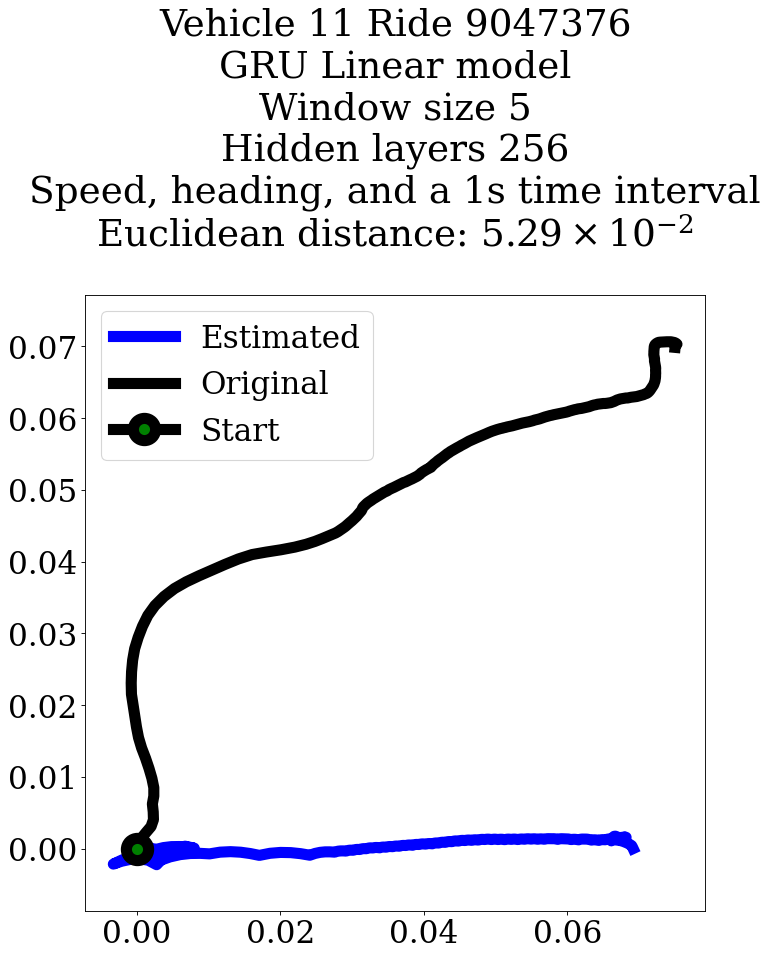 Vehicle 11 Ride 9047376
GRU Linear model
Window size 5
Hidden layers 256
Speed, heading, and a 1s time interval
Euclidean distance: 5.29 × 10⁻²
Estimated
Original
Start
0.07
0.06
0.05
0.04
0.03
0.02
0.01
0.00
0.00 0.02 0.04 0.06